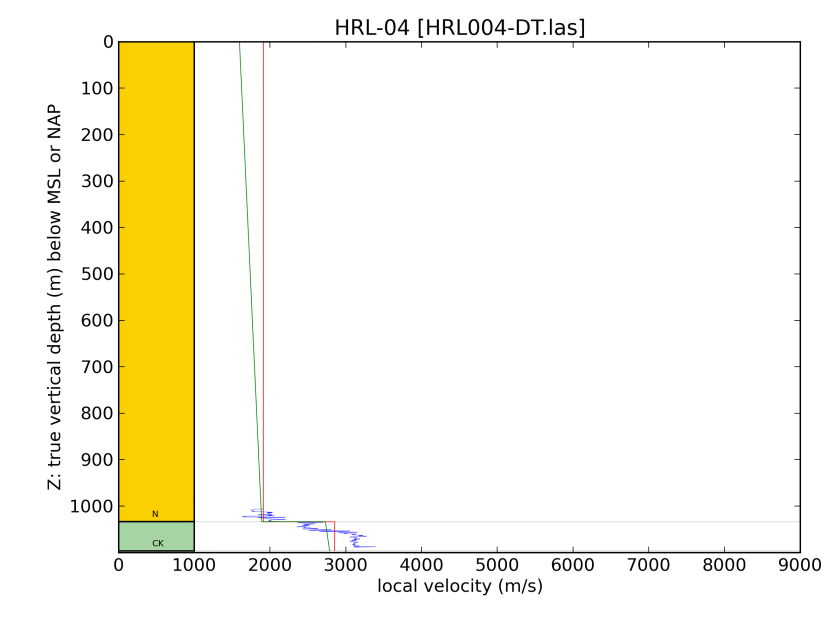 HRL-04 [HRL004-DT.las]
Z: true vertical depth (m) below MSL or NAP
0
100
200
300
400
500
600
700
800
900
1000
N
CK
0 1000 2000 3000 4000 5000 6000 7000 8000 9000
local velocity (m/s)